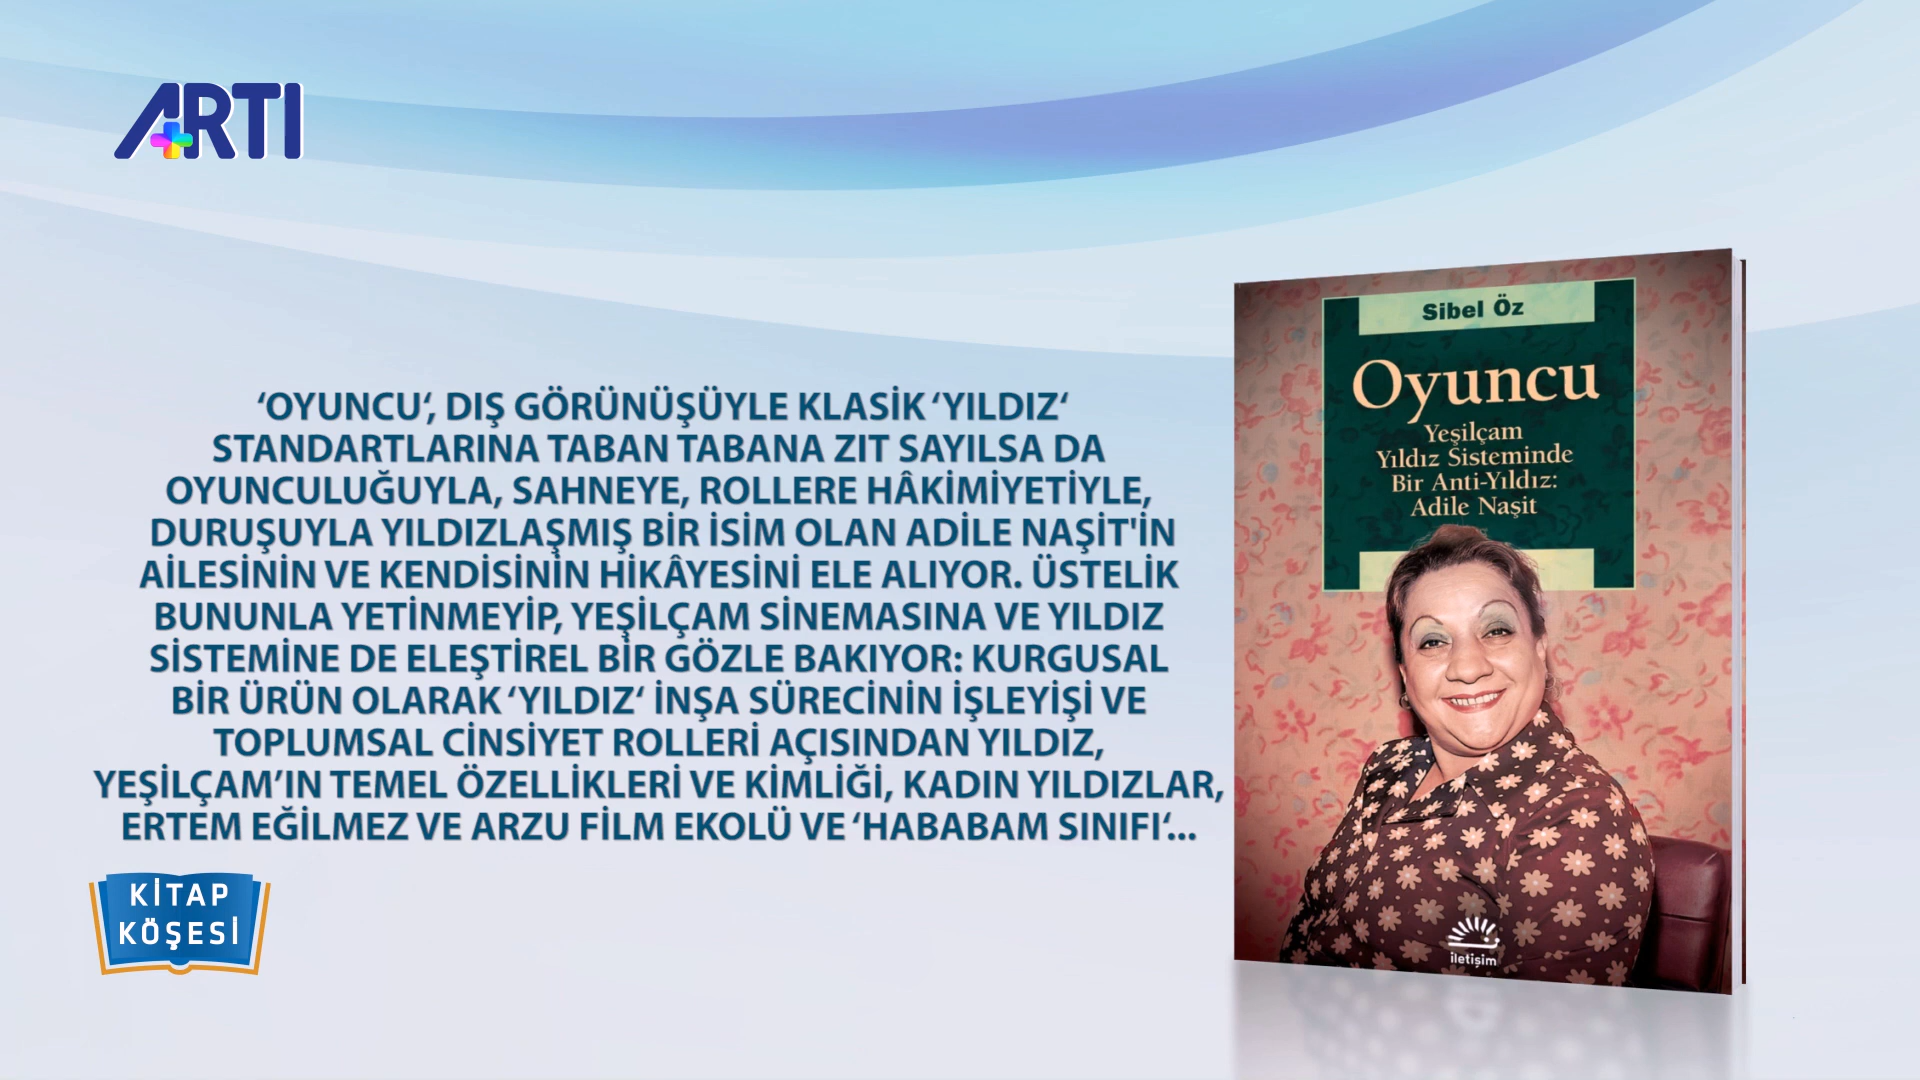 ARTI
‘OYUNCU‘, DIŞ GÖRÜNÜŞÜYLE KLASİK ‘YILDIZ‘
STANDARTLARINA TABAN TABANA ZIT SAYILSA DA
OYUNCULUĞUYLA, SAHNEYE, ROLLERE HÂKİMİYETİYLE,
DURUŞUYLA YILDIZLAŞMIŞ BİR İSİM OLAN ADİLE NAŞİT'İN
AİLESİNİN VE KENDİSİNİN HİKÂYESİNİ ELE ALIYOR. ÜSTELİK
BUNUNLA YETİNMEYİP, YEŞİLÇAM SİNEMASINA VE YILDIZ
SİSTEMİNE DE ELEŞTİREL BİR GÖZLE BAKIYOR: KURGUSAL
BİR ÜRÜN OLARAK ‘YILDIZ‘ İNŞA SÜRECİNİN İŞLEYİŞİ VE
TOPLUMSAL CİNSİYET ROLLERİ AÇISINDAN YILDIZ,
YEŞİLÇAM’IN TEMEL ÖZELLİKLERİ VE KİMLİĞİ, KADIN YILDIZLAR,
ERTEM EĞİLMEZ VE ARZU FİLM EKOLÜ VE ‘HABABAM SINIFI‘...
KİTAP
KÖŞESİ
Sibel Öz
Oyuncu
Yeşilçam
Yıldız Sisteminde
Bir Anti-Yıldız:
Adile Naşit
iletişim